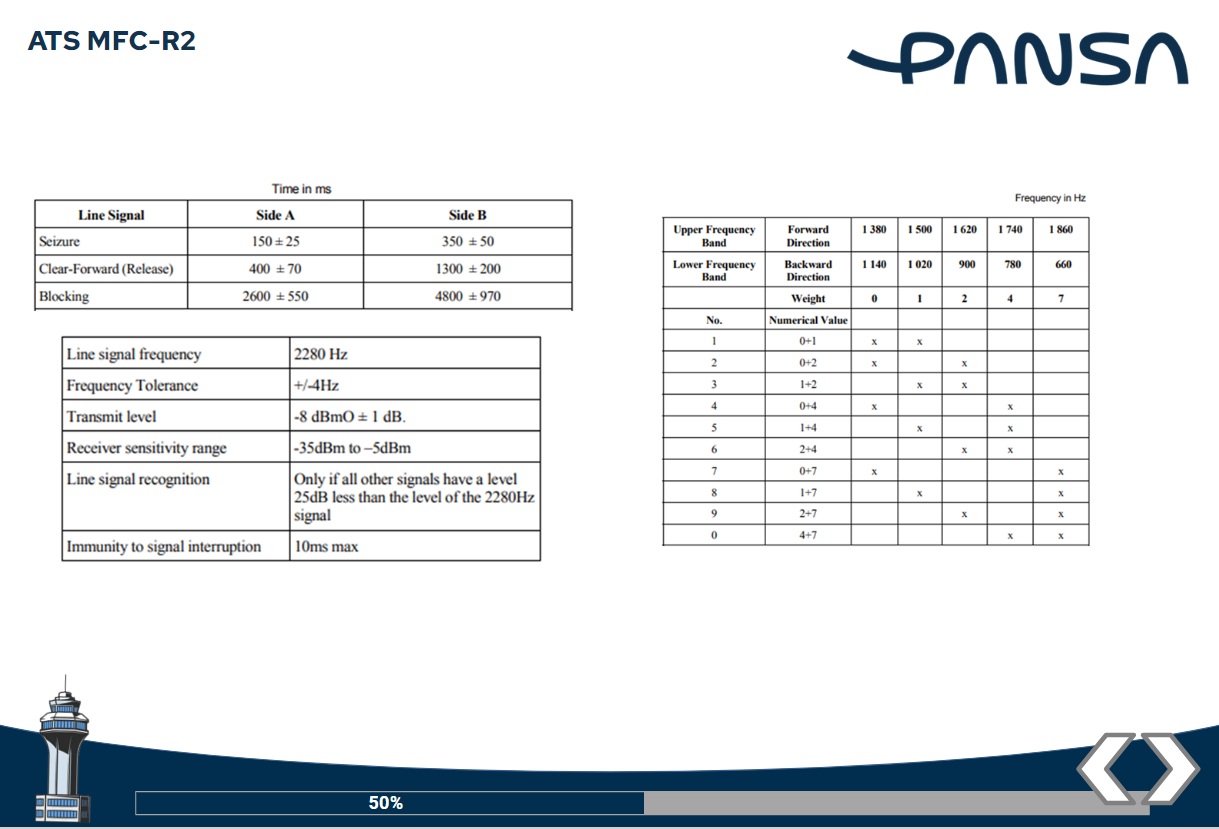 ATS MFC-R2
PANSA
Time in ms
Line Signal Side A Side B
Seizure 150 ± 25 350 ± 50
Clear-Forward (Release) 400 ± 70 1300 ± 200
Blocking 2600 ± 550 4800 ± 970
Line signal frequency 2280 Hz
Frequency Tolerance +/-4Hz
Transmit level -8 dBmO ± 1 dB.
Receiver sensitivity range -35dBm to –5dBm
Line signal recognition Only if all other signals have a level
25dB less than the level of the 2280Hz
signal
Immunity to signal interruption 10ms max
Frequency in Hz
Upper Frequency Forward 1 380 1 500 1 620 1 740 1 860
Band Direction
Lower Frequency Backward 1 140 1 020 900 780 660
Band Direction
Weight 0 1 2 4 7
No. Numerical Value
1 0+1 x x
2 0+2 x x
3 1+2 x x
4 0+4 x x
5 1+4 x x
6 2+4 x x
7 0+7 x x
8 1+7 x x
9 2+7 x x
0 4+7 x x
50%